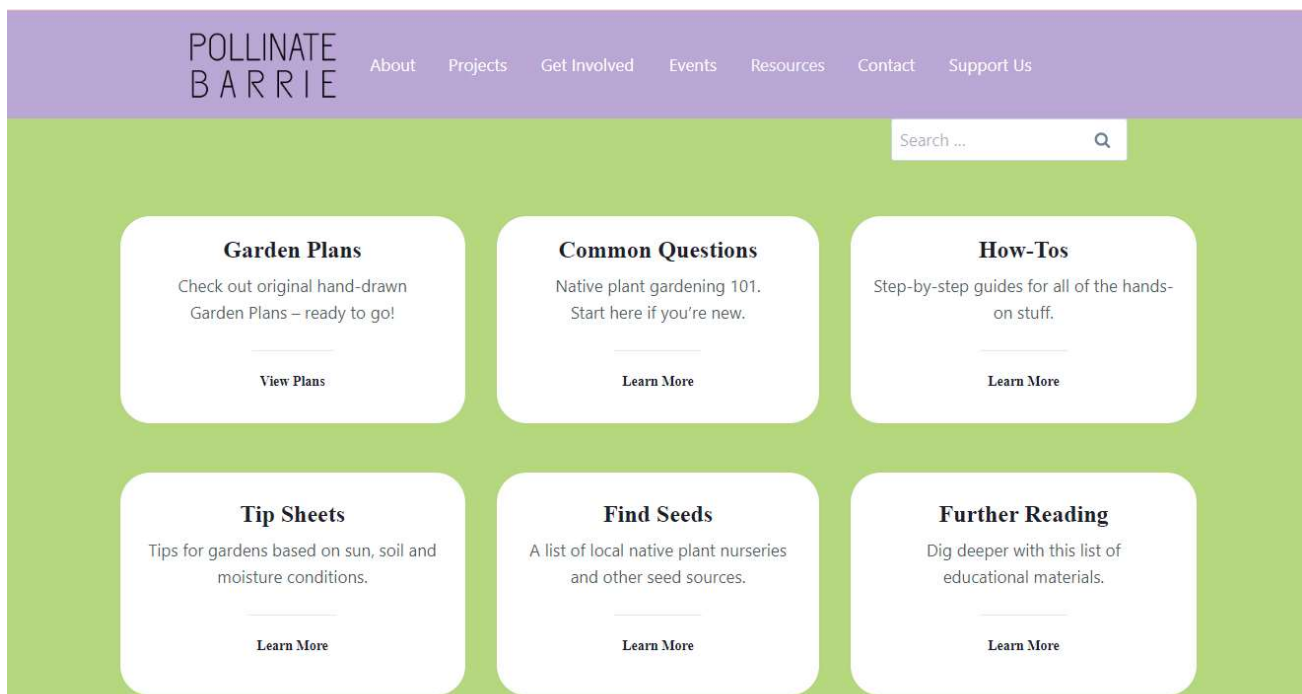 POLLINATE
BARRIE
About Projects Get Involved Events Resources Contact Support Us
Search ...
Garden Plans
Check out original hand-drawn
Garden Plans – ready to go!
View Plans
Common Questions
Native plant gardening 101.
Start here if you’re new.
Learn More
How-Tos
Step-by-step guides for all of the hands-
on stuff.
Learn More
Tip Sheets
Tips for gardens based on sun, soil and
moisture conditions.
Learn More
Find Seeds
A list of local native plant nurseries
and other seed sources.
Learn More
Further Reading
Dig deeper with this list of
educational materials.
Learn More